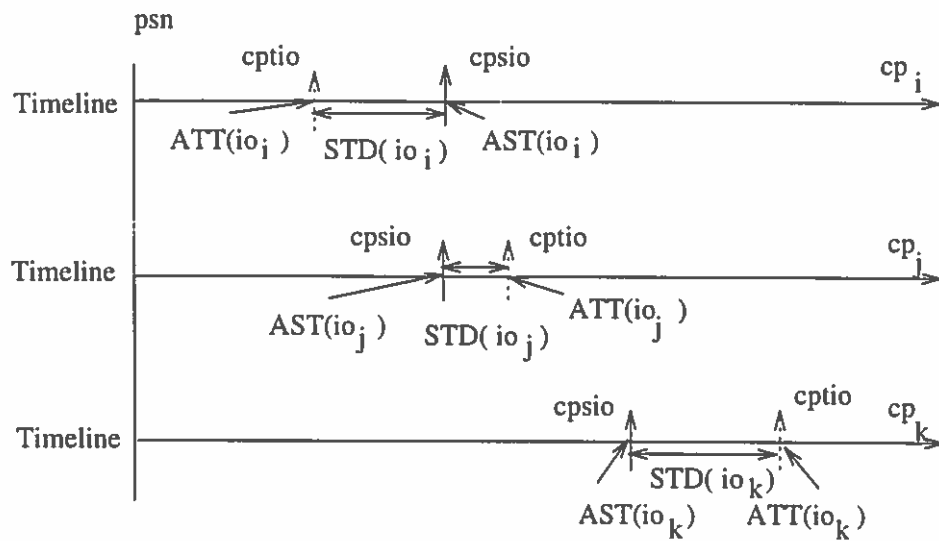 psn
cptio cpsio cp i
Timeline
ATT(io i ) STD( io i ) AST(io i )
cpsio cptio cp j
Timeline
AST(io j ) STD( io j ) ATT(io j )
cpsio cptio cp k
Timeline
STD( io k )
AST(io k ) ATT(io k )